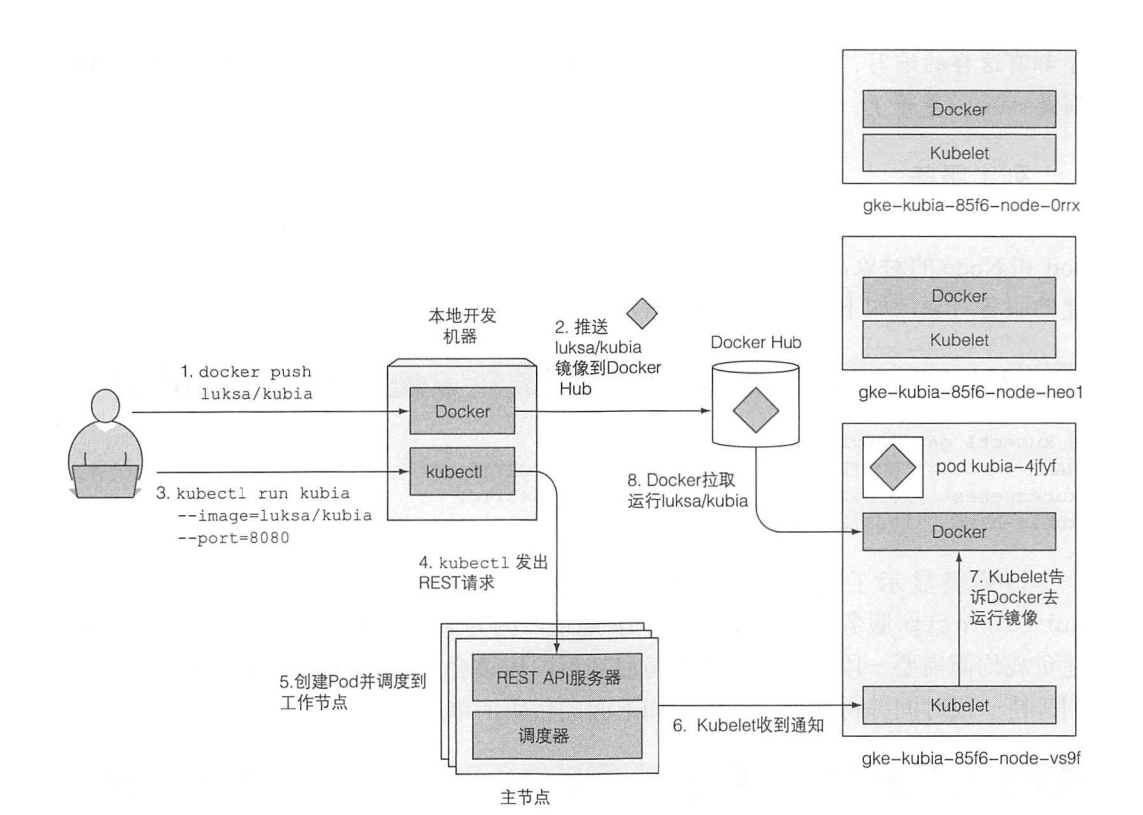 Docker
Kubelet
gke-kubia-85f6-node-0rrx
Docker
Kubelet
gke-kubia-85f6-node-heo1
本地开发
机器
2. 推送
luksa/kubia
镜像到Docker
Hub
Docker Hub
1. docker push
luksa/kubia
Docker
kubectl
3. kubectl run kubia
--image=luksa/kubia
--port=8080
8. Docker拉取
运行luksa/kubia
pod kubia-4jfyf
Docker
4. kubectl 发出
REST请求
7. Kubelet告
诉Docker去
运行镜像
5.创建Pod并调度到
工作节点
REST API服务器
调度器
主节点
6. Kubelet收到通知
Kubelet
gke-kubia-85f6-node-vs9f